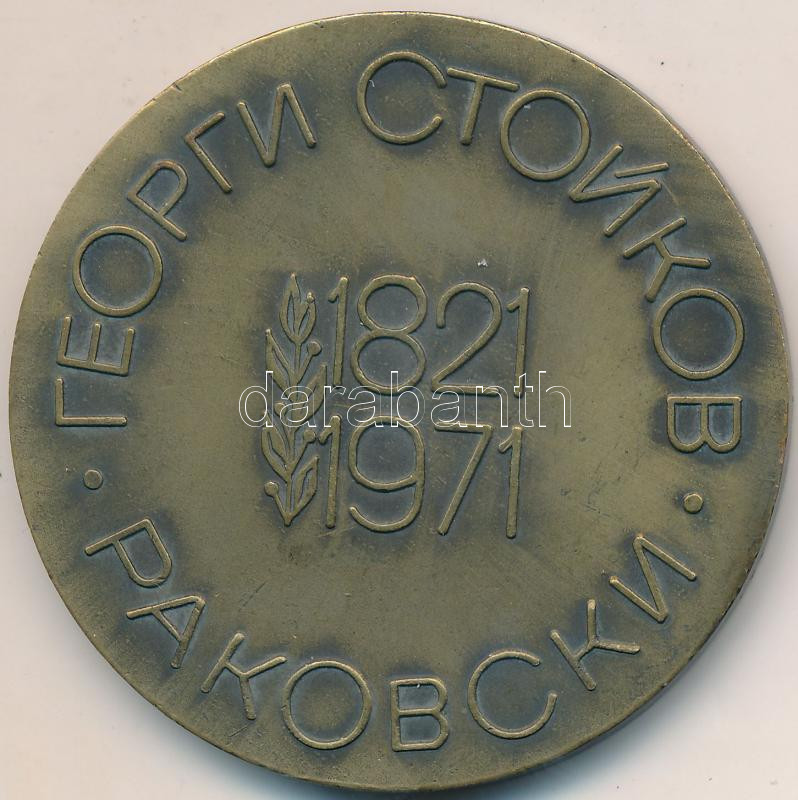 ГЕОРГИ СТОЙКОВ
· РАКОВСКИ ·
1821
1971
darabanth